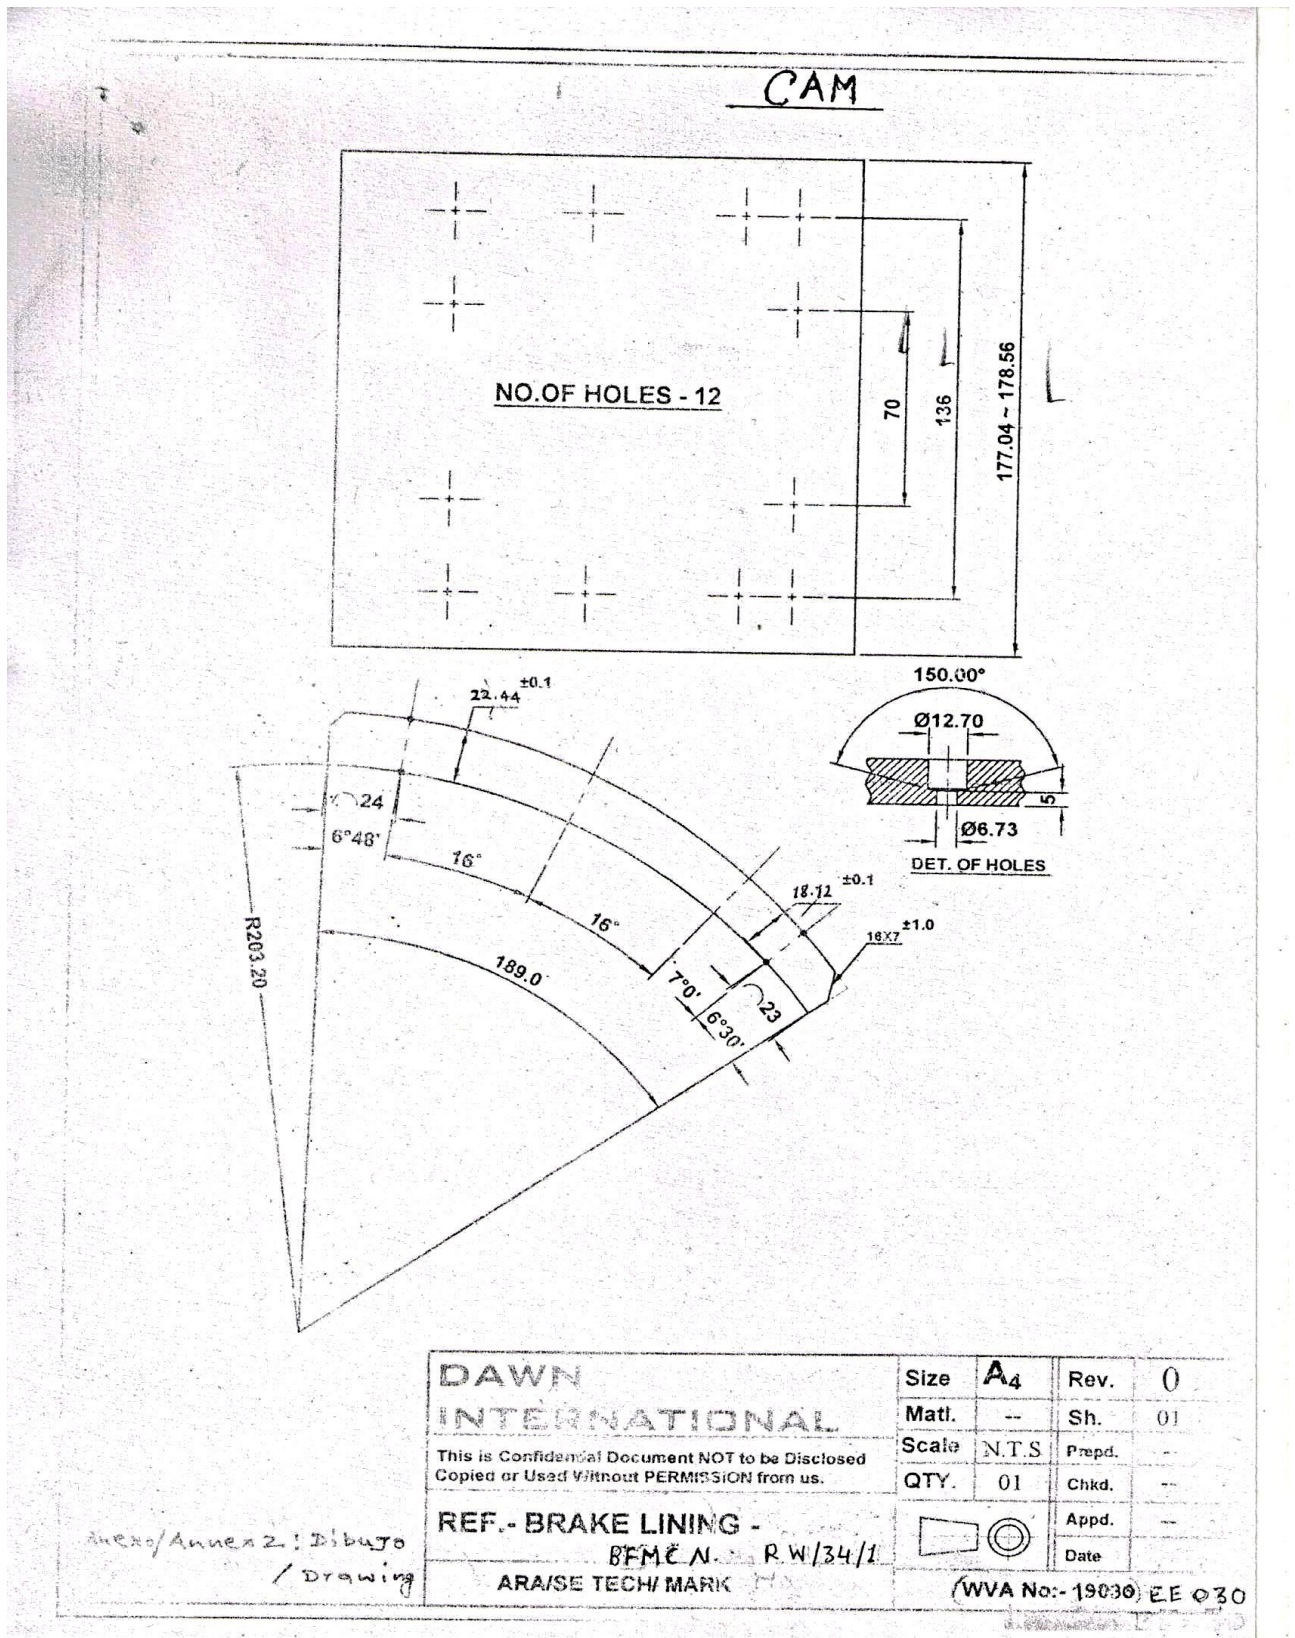 CAM
NO.OF HOLES - 12
70
136
177.04 ~ 178.56
22.44 ±0.1
24
6°48'
16°
16°
7°0'
6°30'
23
189.0
R203.20
18.12 ±0.1
16X7 ±1.0
150.00°
Ø12.70
5
Ø6.73
DET. OF HOLES
DAWN
INTERNATIONAL
This is Confidential Document NOT to be Disclosed
Copied or Used Without PERMISSION from us.
REF.- BRAKE LINING -
BFMC N. RW/34/1
ARA/SE TECH/ MARK
Size A4 Rev. 0
Matl. -- Sh. 01
Scale N.T.S Prepd. --
QTY. 01 Chkd. --
Appd. --
Date
(WVA No:- 19030) EE 030
Anexo/Annex 2: Dibujo
/ Drawing